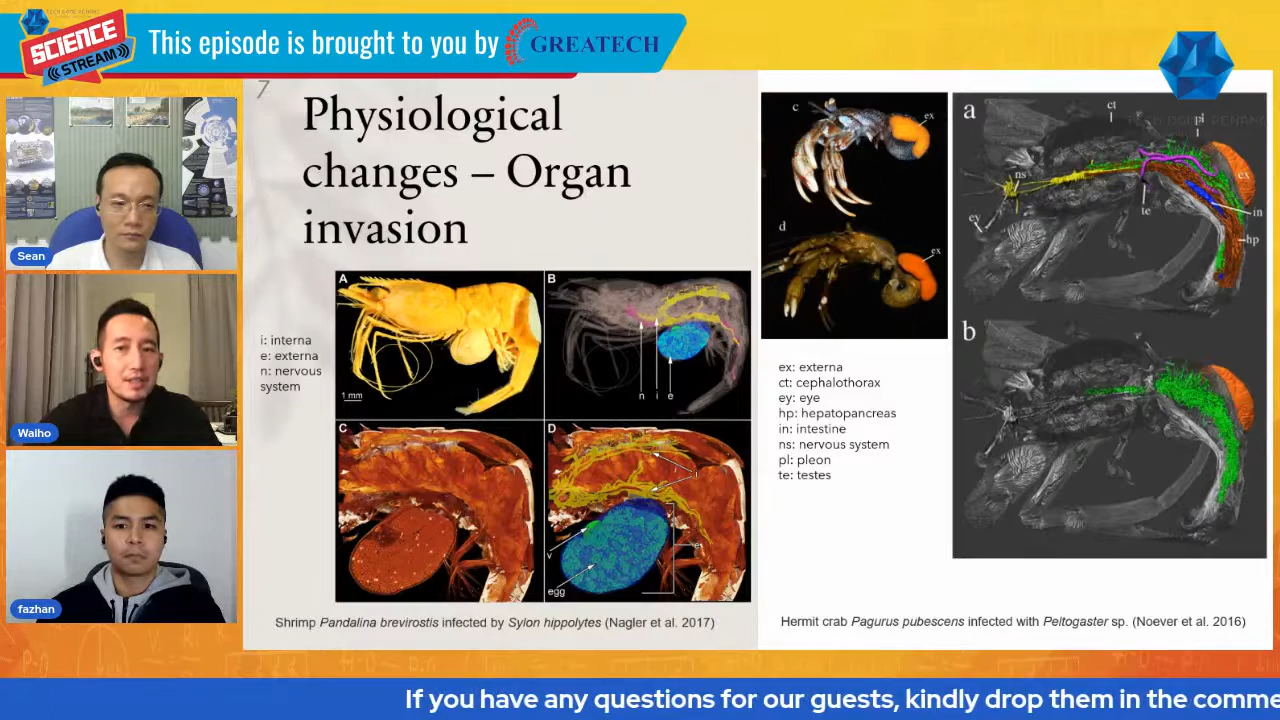 SCIENCE
STREAM
This episode is brought to you by
GREATECH
Sean
Waiho
fazhan
7
Physiological
changes – Organ
invasion
i: interna
e: externa
n: nervous
system
A
B
1 mm
n i e
C
D
i
v
e
egg
Shrimp Pandalina brevirostis infected by Sylon hippolytes (Nagler et al. 2017)
c
ex
d
ex
ex: externa
ct: cephalothorax
ey: eye
hp: hepatopancreas
in: intestine
ns: nervous system
pl: pleon
te: testes
a
ct
pl
ex
ns
te
in
ey
hp
b
Hermit crab Pagurus pubescens infected with Peltogaster sp. (Noever et al. 2016)
If you have any questions for our guests, kindly drop them in the comme